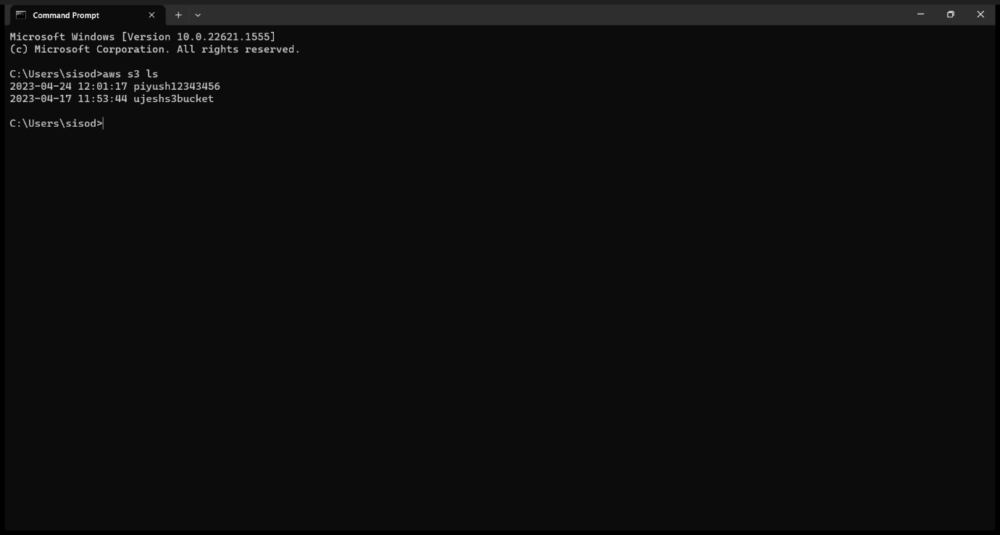 Command Prompt
Microsoft Windows [Version 10.0.22621.1555]
(c) Microsoft Corporation. All rights reserved.
C:\Users\sisod>aws s3 ls
2023-04-24 12:01:17 piyush12343456
2023-04-17 11:53:44 ujeshs3bucket
C:\Users\sisod>